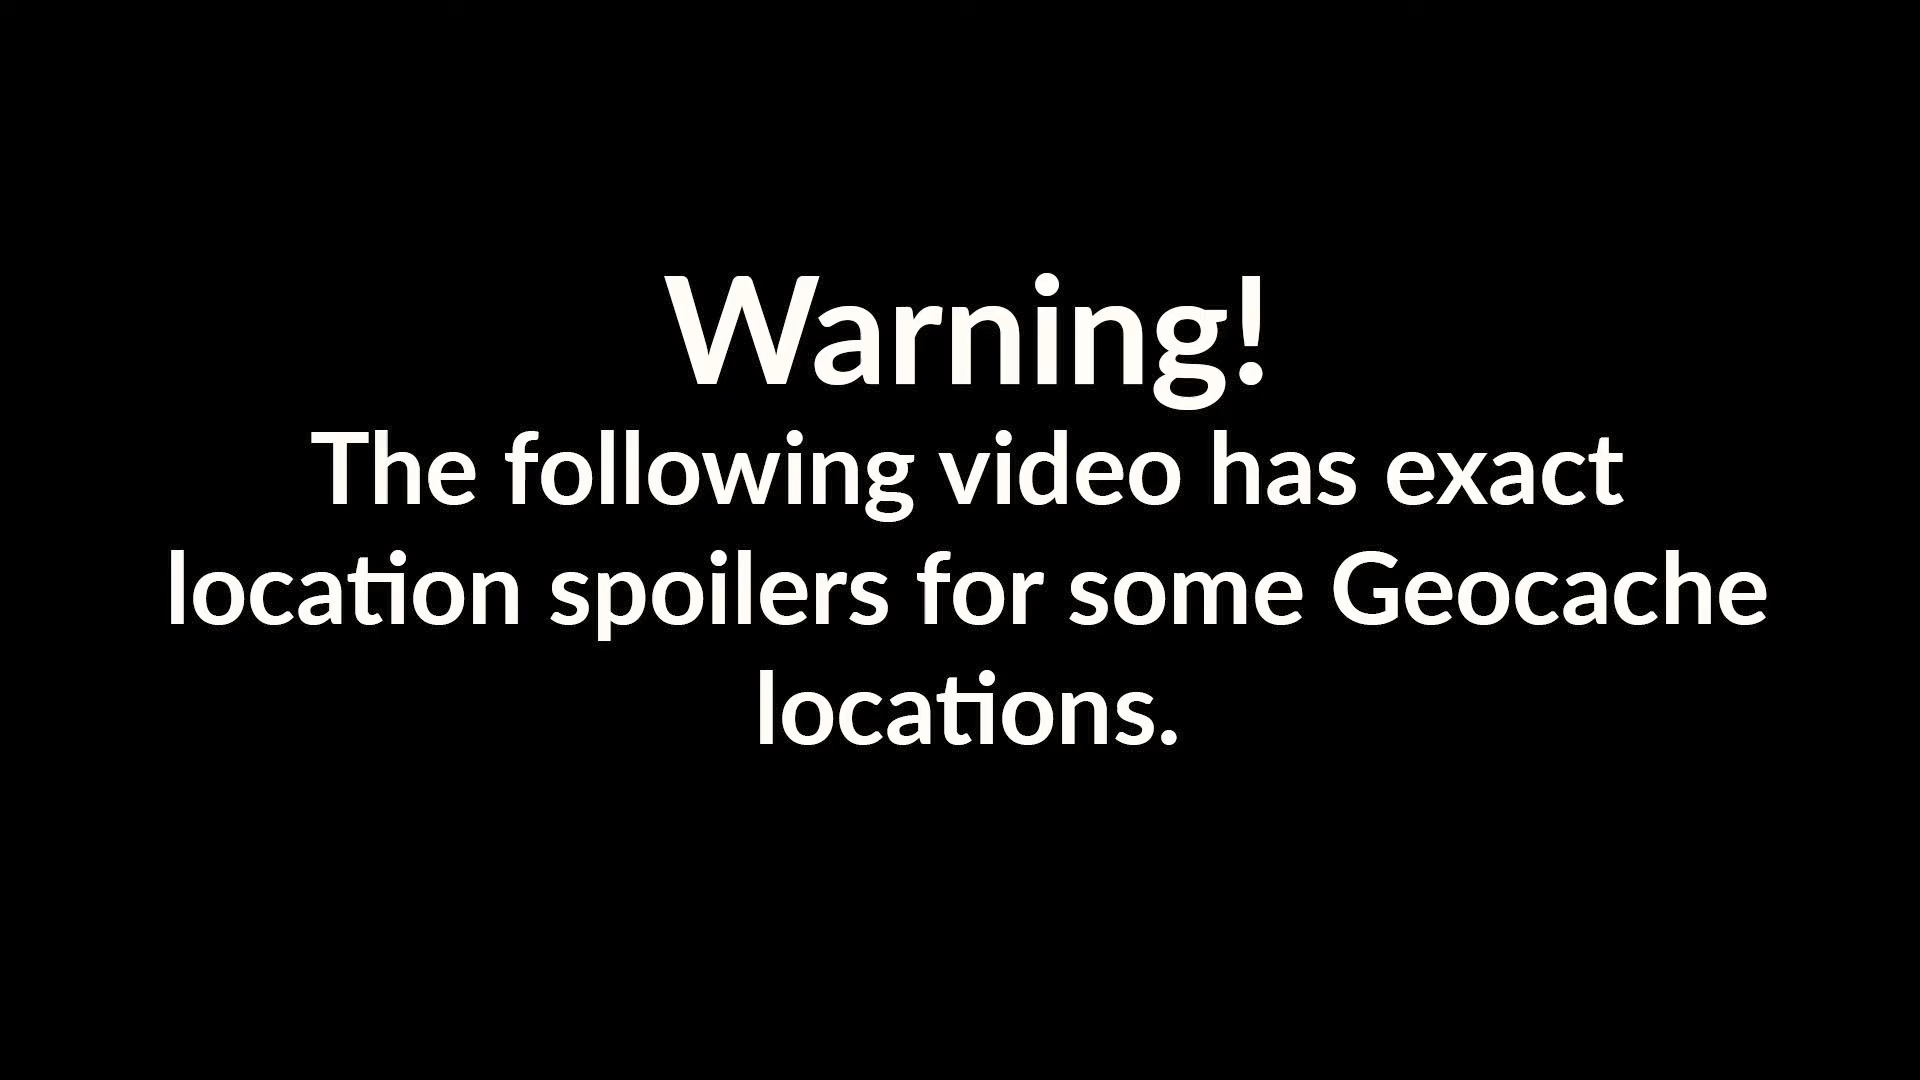 Warning!
The following video has exact
location spoilers for some Geocache
locations.